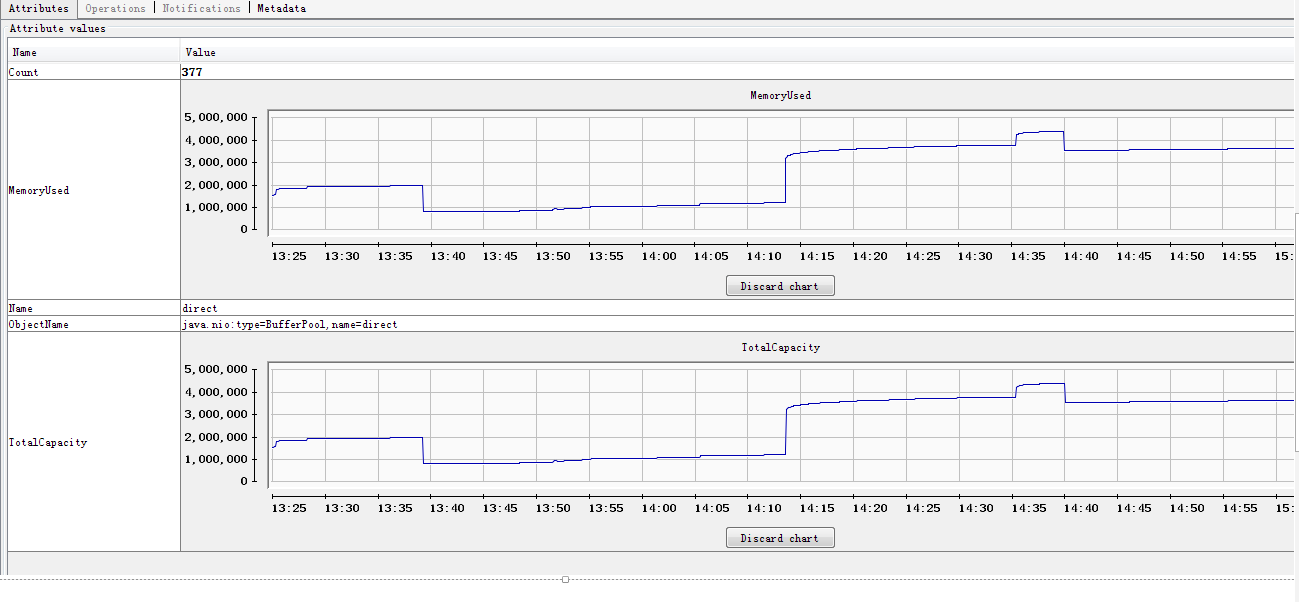 Attributes Operations Notifications Metadata
Attribute values
Name Value
Count 377
MemoryUsed
5,000,000
4,000,000
3,000,000
2,000,000
1,000,000
0
MemoryUsed
13:25 13:30 13:35 13:40 13:45 13:50 13:55 14:00 14:05 14:10 14:15 14:20 14:25 14:30 14:35 14:40 14:45 14:50 14:55 15:
Discard chart
Name direct
ObjectName java.nio:type=BufferPool,name=direct
TotalCapacity
5,000,000
4,000,000
3,000,000
2,000,000
1,000,000
0
TotalCapacity
13:25 13:30 13:35 13:40 13:45 13:50 13:55 14:00 14:05 14:10 14:15 14:20 14:25 14:30 14:35 14:40 14:45 14:50 14:55 15:
Discard chart